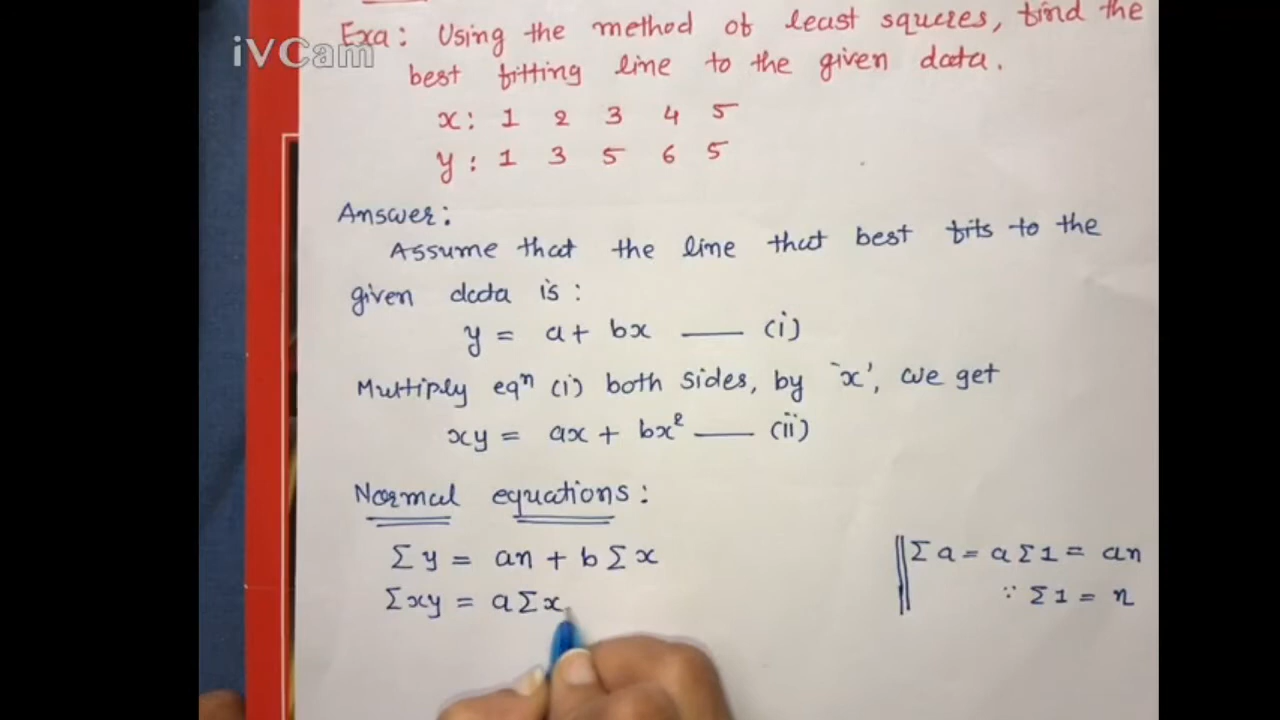 iVCam
Exa: Using the method of least squeres, find the
best fitting line to the given data.
x: 1 2 3 4 5
y: 1 3 5 6 5
Answer:
Assume that the line that best fits to the
given data is:
y = a + bx —— (i)
Multiply eqⁿ (i) both sides, by 'x', we get
xy = ax + bx² —— (ii)
Normal equations:
Σy = an + bΣx
Σxy = aΣx
Σa = aΣ1 = an
∵ Σ1 = n